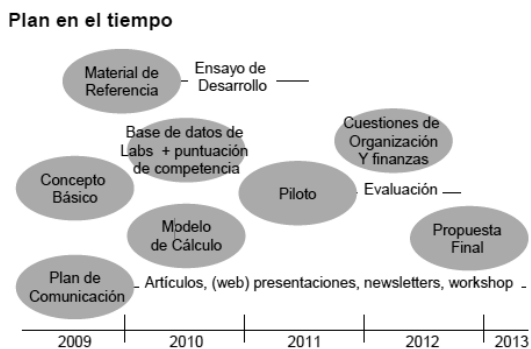 Plan en el tiempo
Material de
Referencia
Ensayo de
Desarrollo
Base de datos de
Labs + puntuación
de competencia
Cuestiones de
Organización
Y finanzas
Concepto
Básico
Piloto
Evaluación
Modelo
de Cálculo
Propuesta
Final
Plan de
Comunicación
Artículos, (web) presentaciones, newsletters, workshop
2009 2010 2011 2012 2013